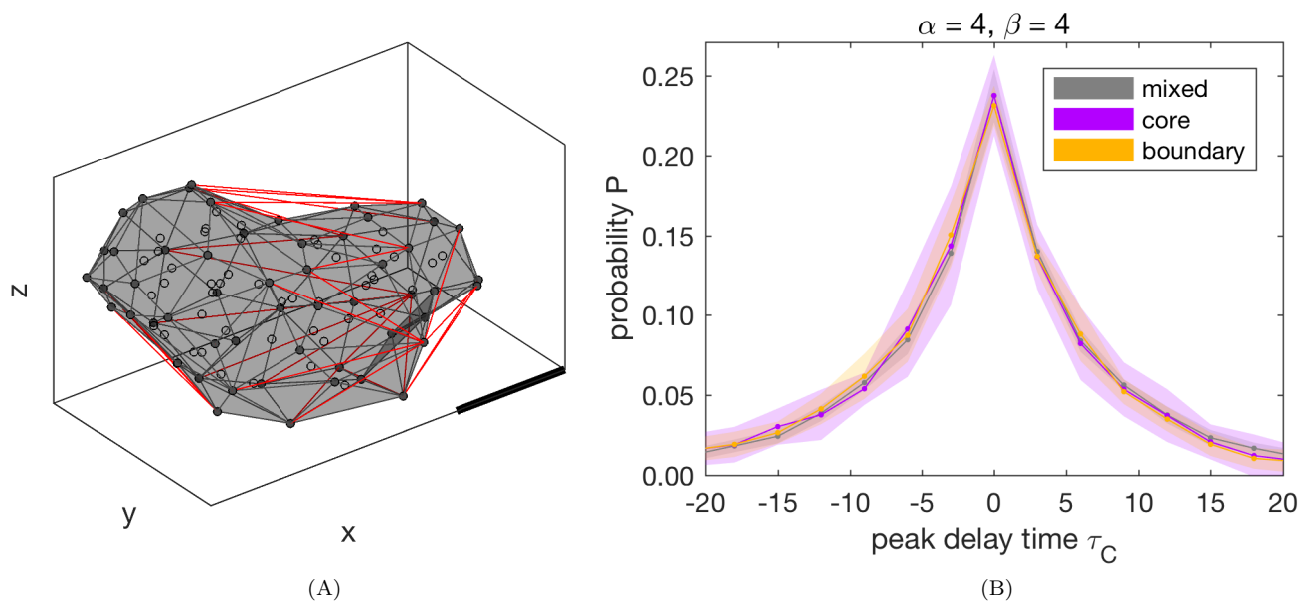 z
y
x
(A)
α = 4, β = 4
mixed
core
boundary
probability P
0.25
0.20
0.15
0.10
0.05
0.00
-20 -15 -10 -5 0 5 10 15 20
peak delay time τ_C
(B)